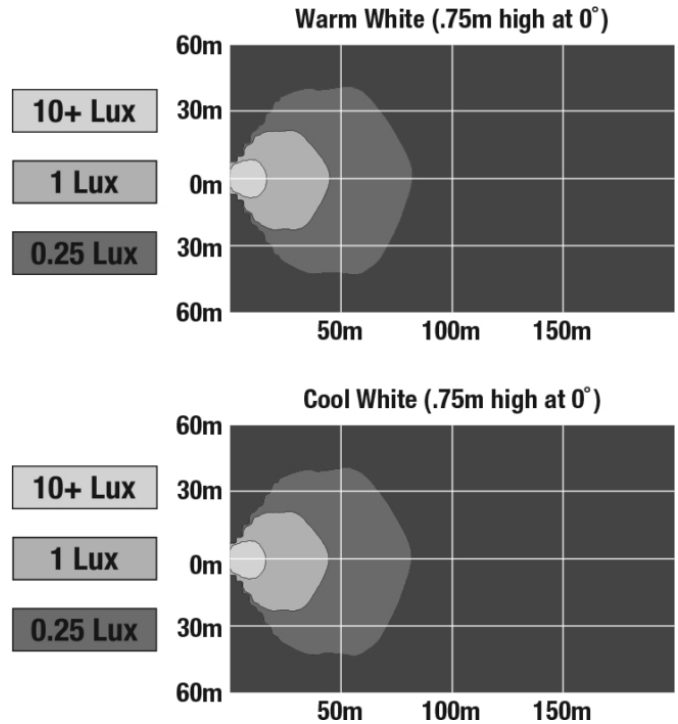 Warm White (.75m high at 0˚)
60m
10+ Lux
30m
1 Lux
0m
0.25 Lux
30m
60m
50m 100m 150m
Cool White (.75m high at 0˚)
60m
10+ Lux
30m
1 Lux
0m
0.25 Lux
30m
60m
50m 100m 150m